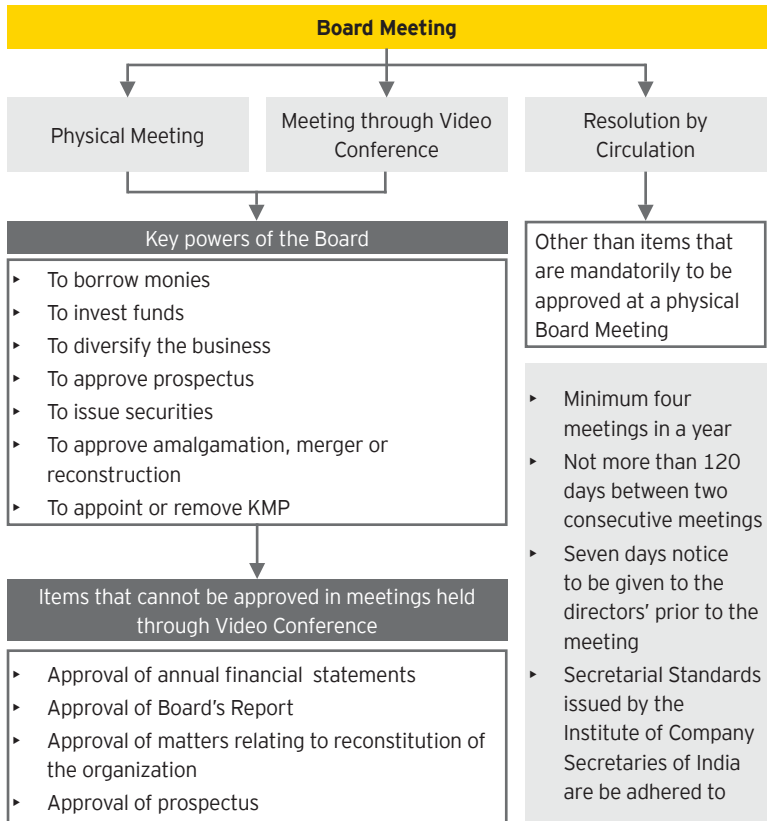 Board Meeting
Physical Meeting
Meeting through Video
Conference
Resolution by
Circulation
Key powers of the Board
▸ To borrow monies
▸ To invest funds
▸ To diversify the business
▸ To approve prospectus
▸ To issue securities
▸ To approve amalgamation, merger or
reconstruction
▸ To appoint or remove KMP
Items that cannot be approved in meetings held
through Video Conference
▸ Approval of annual financial statements
▸ Approval of Board's Report
▸ Approval of matters relating to reconstitution of
the organization
▸ Approval of prospectus
Other than items that
are mandatorily to be
approved at a physical
Board Meeting
▸ Minimum four
meetings in a year
▸ Not more than 120
days between two
consecutive meetings
▸ Seven days notice
to be given to the
directors' prior to the
meeting
▸ Secretarial Standards
issued by the
Institute of Company
Secretaries of India
are be adhered to